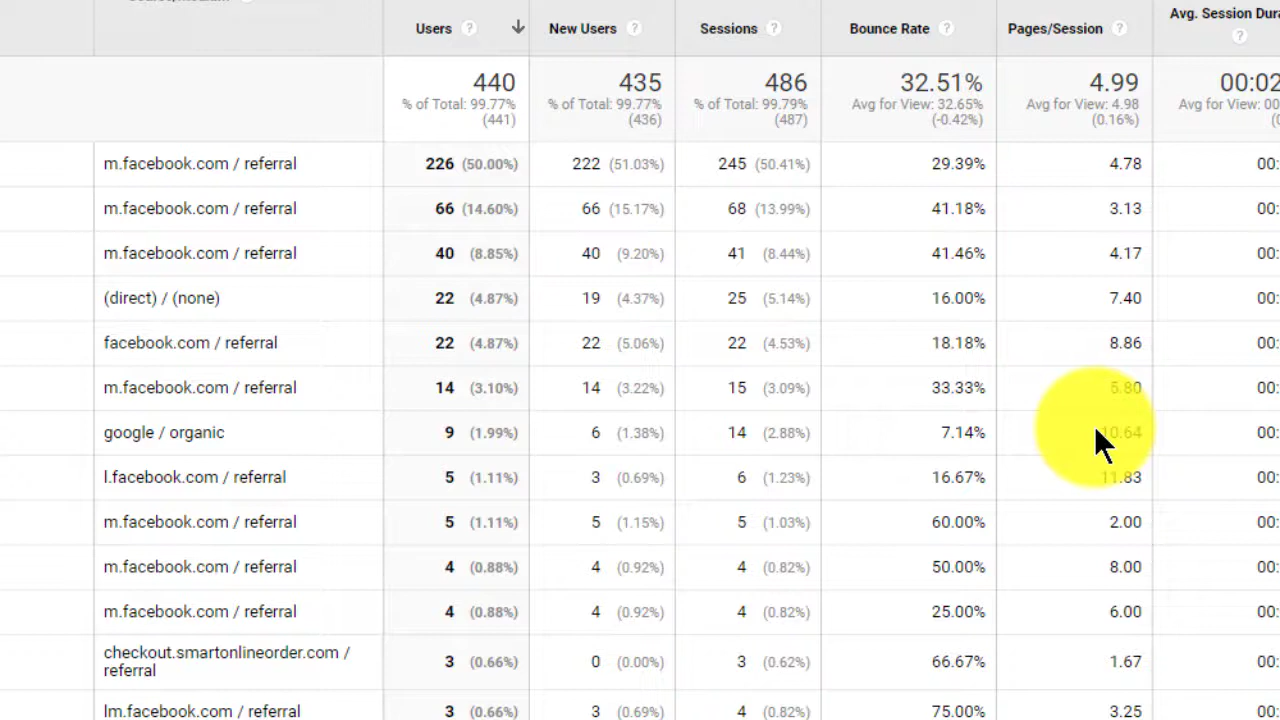 Users ? New Users ? Sessions ? Bounce Rate ? Pages/Session ? Avg. Session
?
440 435 486 32.51% 4.99 00:02
% of Total: 99.77% % of Total: 99.77% % of Total: 99.79% Avg for View: 32.65% Avg for View: 4.98 Avg for View: 00
(441) (436) (487) (-0.42%) (0.16%)
m.facebook.com / referral 226 (50.00%) 222 (51.03%) 245 (50.41%) 29.39% 4.78 00:
m.facebook.com / referral 66 (14.60%) 66 (15.17%) 68 (13.99%) 41.18% 3.13 00:
m.facebook.com / referral 40 (8.85%) 40 (9.20%) 41 (8.44%) 41.46% 4.17 00:
(direct) / (none) 22 (4.87%) 19 (4.37%) 25 (5.14%) 16.00% 7.40 00:
facebook.com / referral 22 (4.87%) 22 (5.06%) 22 (4.53%) 18.18% 8.86 00:
m.facebook.com / referral 14 (3.10%) 14 (3.22%) 15 (3.09%) 33.33% 5.80 00:
google / organic 9 (1.99%) 6 (1.38%) 14 (2.88%) 7.14% 10.64 00:
l.facebook.com / referral 5 (1.11%) 3 (0.69%) 6 (1.23%) 16.67% 11.83 00:
m.facebook.com / referral 5 (1.11%) 5 (1.15%) 5 (1.03%) 60.00% 2.00 00:
m.facebook.com / referral 4 (0.88%) 4 (0.92%) 4 (0.82%) 50.00% 8.00 00:
m.facebook.com / referral 4 (0.88%) 4 (0.92%) 4 (0.82%) 25.00% 6.00 00:
checkout.smartonlineorder.com /
referral 3 (0.66%) 0 (0.00%) 3 (0.62%) 66.67% 1.67 00:
lm.facebook.com / referral 3 (0.66%) 3 (0.69%) 4 (0.82%) 75.00% 3.25 00: